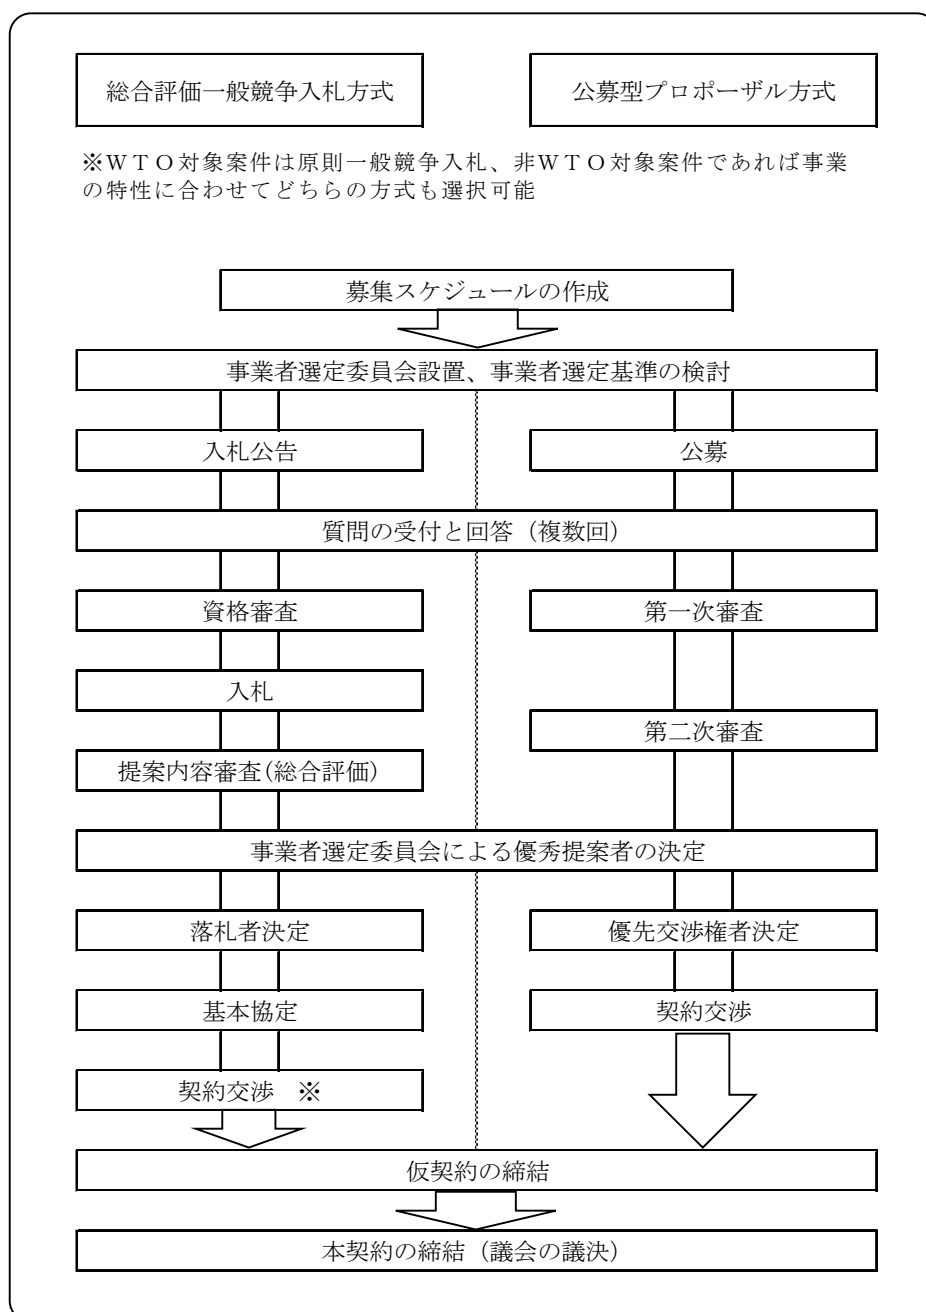 総合評価一般競争入札方式
公募型プロポーザル方式
※ＷＴＯ対象案件は原則一般競争入札、非ＷＴＯ対象案件であれば事業
の特性に合わせてどちらの方式も選択可能
募集スケジュールの作成
事業者選定委員会設置、事業者選定基準の検討
入札公告
公募
質問の受付と回答（複数回）
資格審査
第一次審査
入札
第二次審査
提案内容審査(総合評価)
事業者選定委員会による優秀提案者の決定
落札者決定
優先交渉権者決定
基本協定
契約交渉
契約交渉　※
仮契約の締結
本契約の締結（議会の議決）